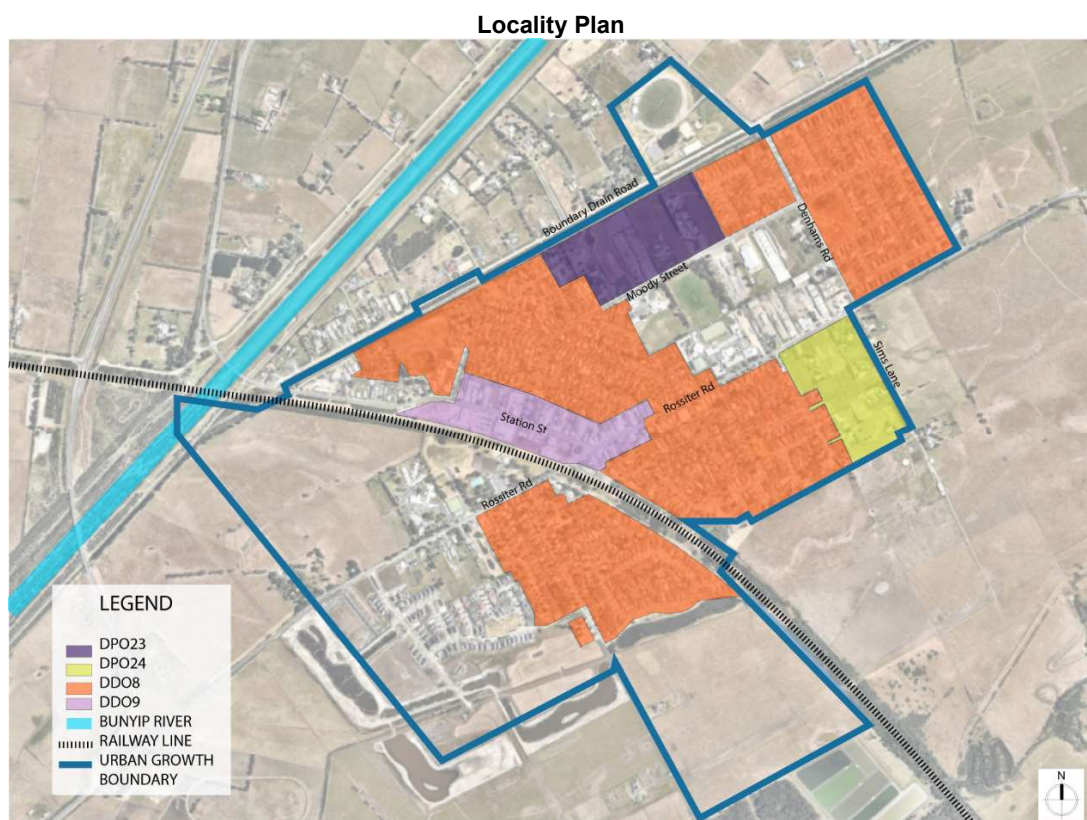 Locality Plan
Boundary Drain Road
Denhams Rd
Moody Street
Sims Lane
Rossiter Rd
Station St
Rossiter Rd
LEGEND
DPO23
DPO24
DDO8
DDO9
BUNYIP RIVER
RAILWAY LINE
URBAN GROWTH
BOUNDARY
N